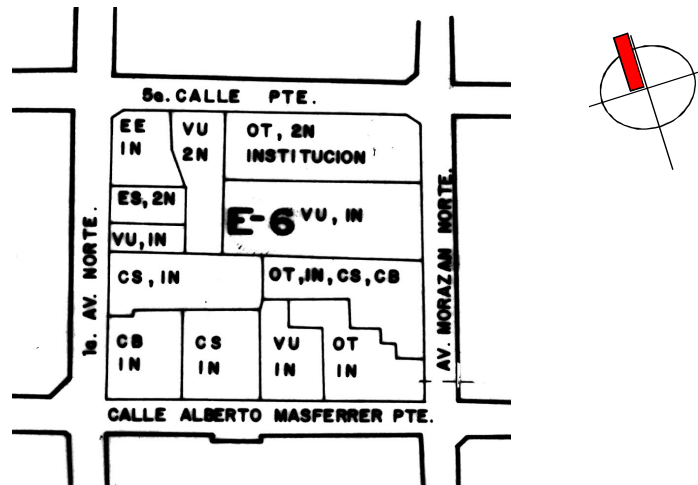 5a. CALLE PTE.
EE
IN
VU
2N
OT, 2N
INSTITUCION
ES, 2N
VU, IN
E-6
VU, IN
CS, IN
OT, IN, CS, CB
CB
IN
CS
IN
VU
IN
OT
IN
1a. AV. NORTE.
AV. MORAZAN NORTE.
CALLE ALBERTO MASFERRER PTE.